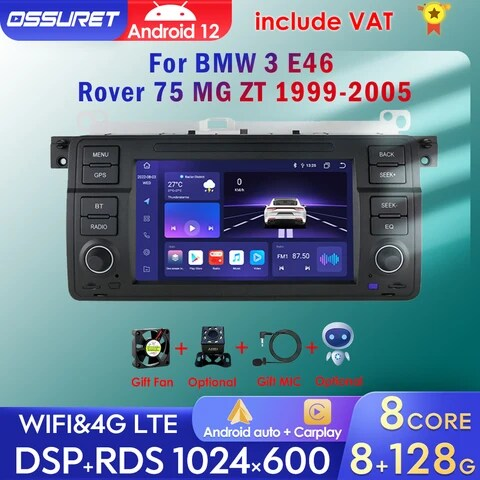 OSSURET
Android 12
include VAT
For BMW 3 E46
Rover 75 MG ZT 1999-2005
MENU
GPS
BT
RADIO
BACK
SEEK+
SEEK-
EQ
27°C
0
FM1 87.50
Gift Fan + Optional + Gift MIC + Optional
WIFI&4G LTE
DSP+RDS 1024×600
Android auto + Carplay
8 CORE
8+128G